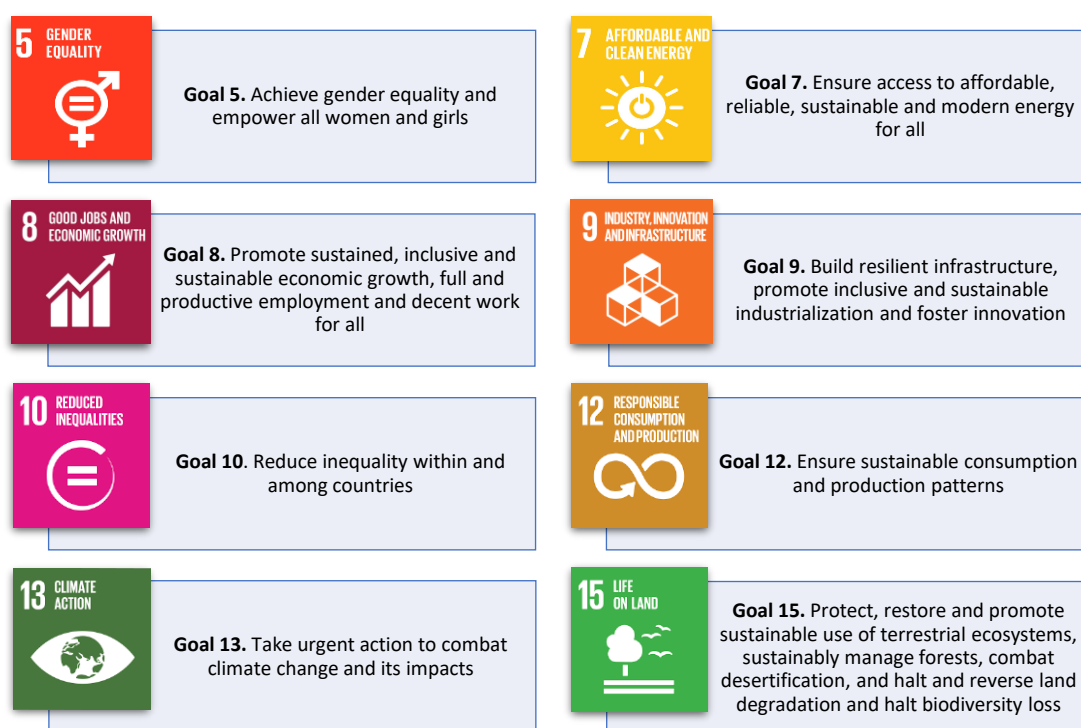 5 GENDER
EQUALITY
Goal 5. Achieve gender equality and
empower all women and girls
7 AFFORDABLE AND
CLEAN ENERGY
Goal 7. Ensure access to affordable,
reliable, sustainable and modern energy
for all
8 GOOD JOBS AND
ECONOMIC GROWTH
Goal 8. Promote sustained, inclusive and
sustainable economic growth, full and
productive employment and decent work
for all
9 INDUSTRY, INNOVATION
AND INFRASTRUCTURE
Goal 9. Build resilient infrastructure,
promote inclusive and sustainable
industrialization and foster innovation
10 REDUCED
INEQUALITIES
Goal 10. Reduce inequality within and
among countries
12 RESPONSIBLE
CONSUMPTION
AND PRODUCTION
Goal 12. Ensure sustainable consumption
and production patterns
13 CLIMATE
ACTION
Goal 13. Take urgent action to combat
climate change and its impacts
15 LIFE
ON LAND
Goal 15. Protect, restore and promote
sustainable use of terrestrial ecosystems,
sustainably manage forests, combat
desertification, and halt and reverse land
degradation and halt biodiversity loss